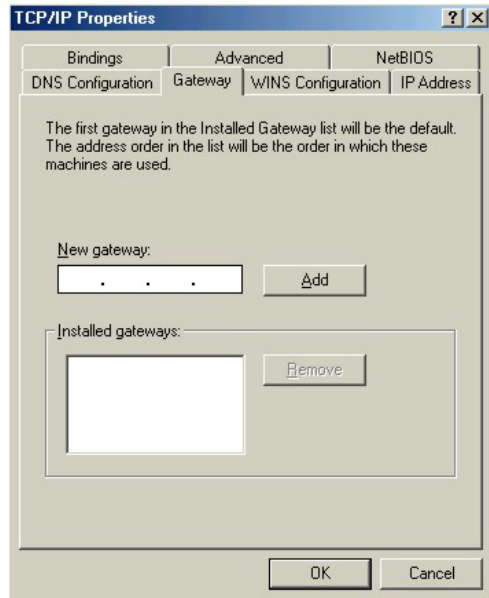 TCP/IP Properties
? ×
Bindings Advanced NetBIOS
DNS Configuration Gateway WINS Configuration IP Address
The first gateway in the Installed Gateway list will be the default.
The address order in the list will be the order in which these
machines are used.
New gateway:
. . .
Add
Installed gateways:
Remove
OK Cancel